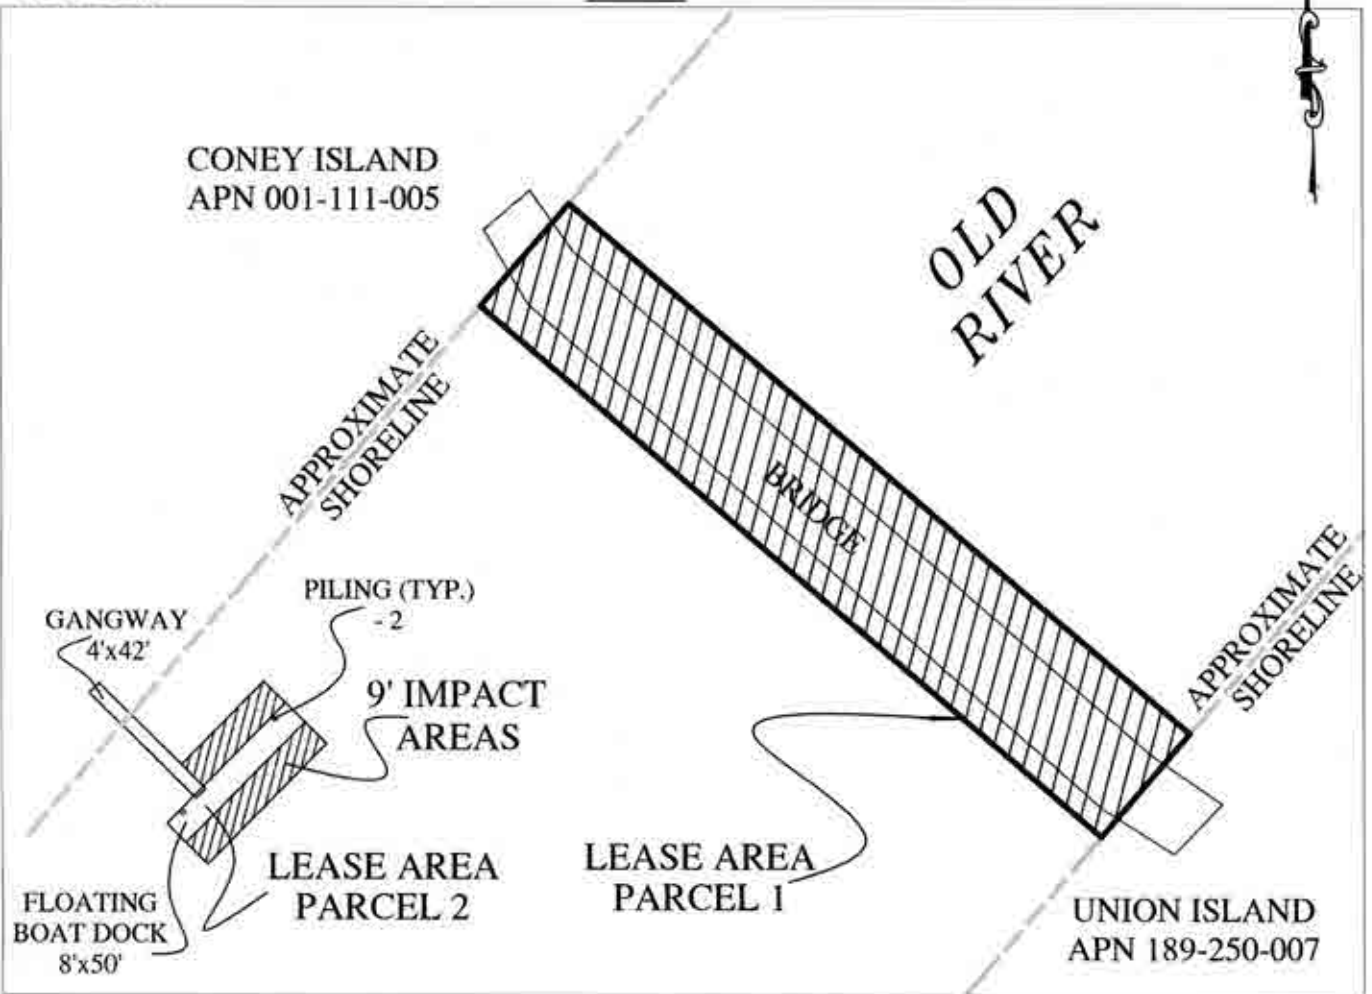 CONEY ISLAND
APN 001-111-005
OLD
RIVER
APPROXIMATE
SHORELINE
BRIDGE
APPROXIMATE
SHORELINE
PILING (TYP.)
- 2
GANGWAY
4'x42'
9' IMPACT
AREAS
LEASE AREA
PARCEL 2
LEASE AREA
PARCEL 1
FLOATING
BOAT DOCK
8'x50'
UNION ISLAND
APN 189-250-007